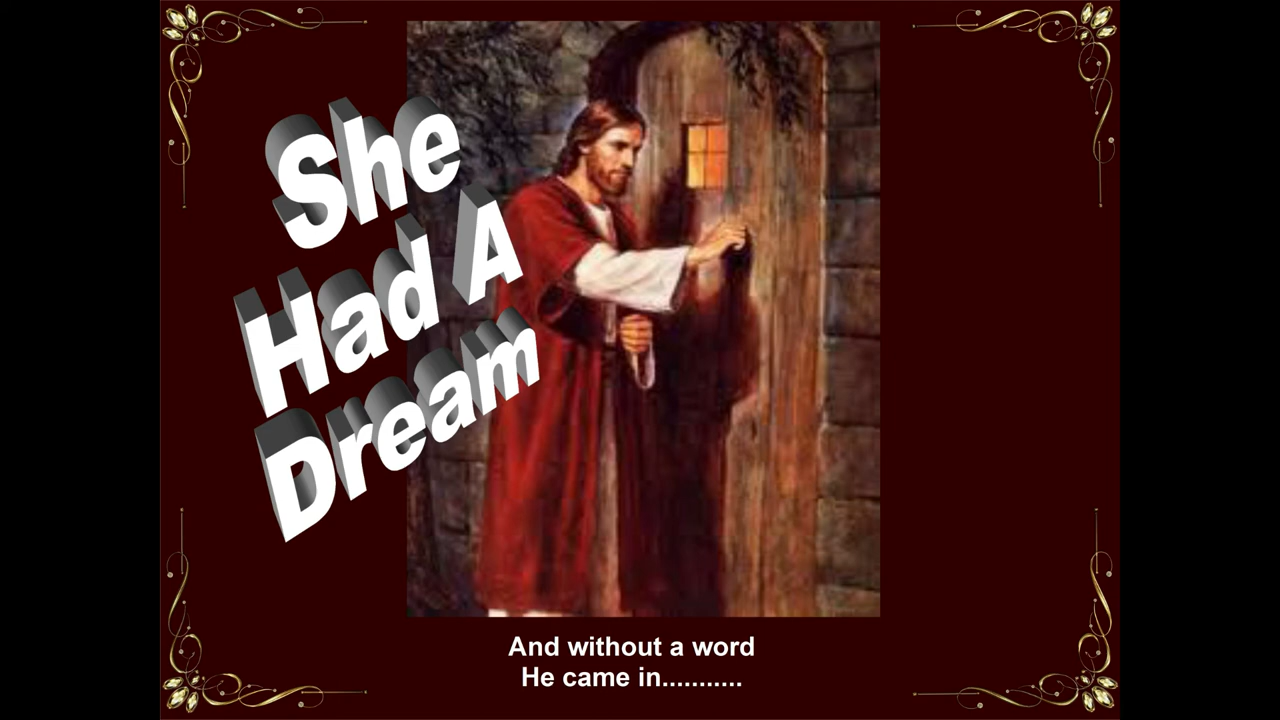 She
Had A
Dream
And without a word
He came in...........